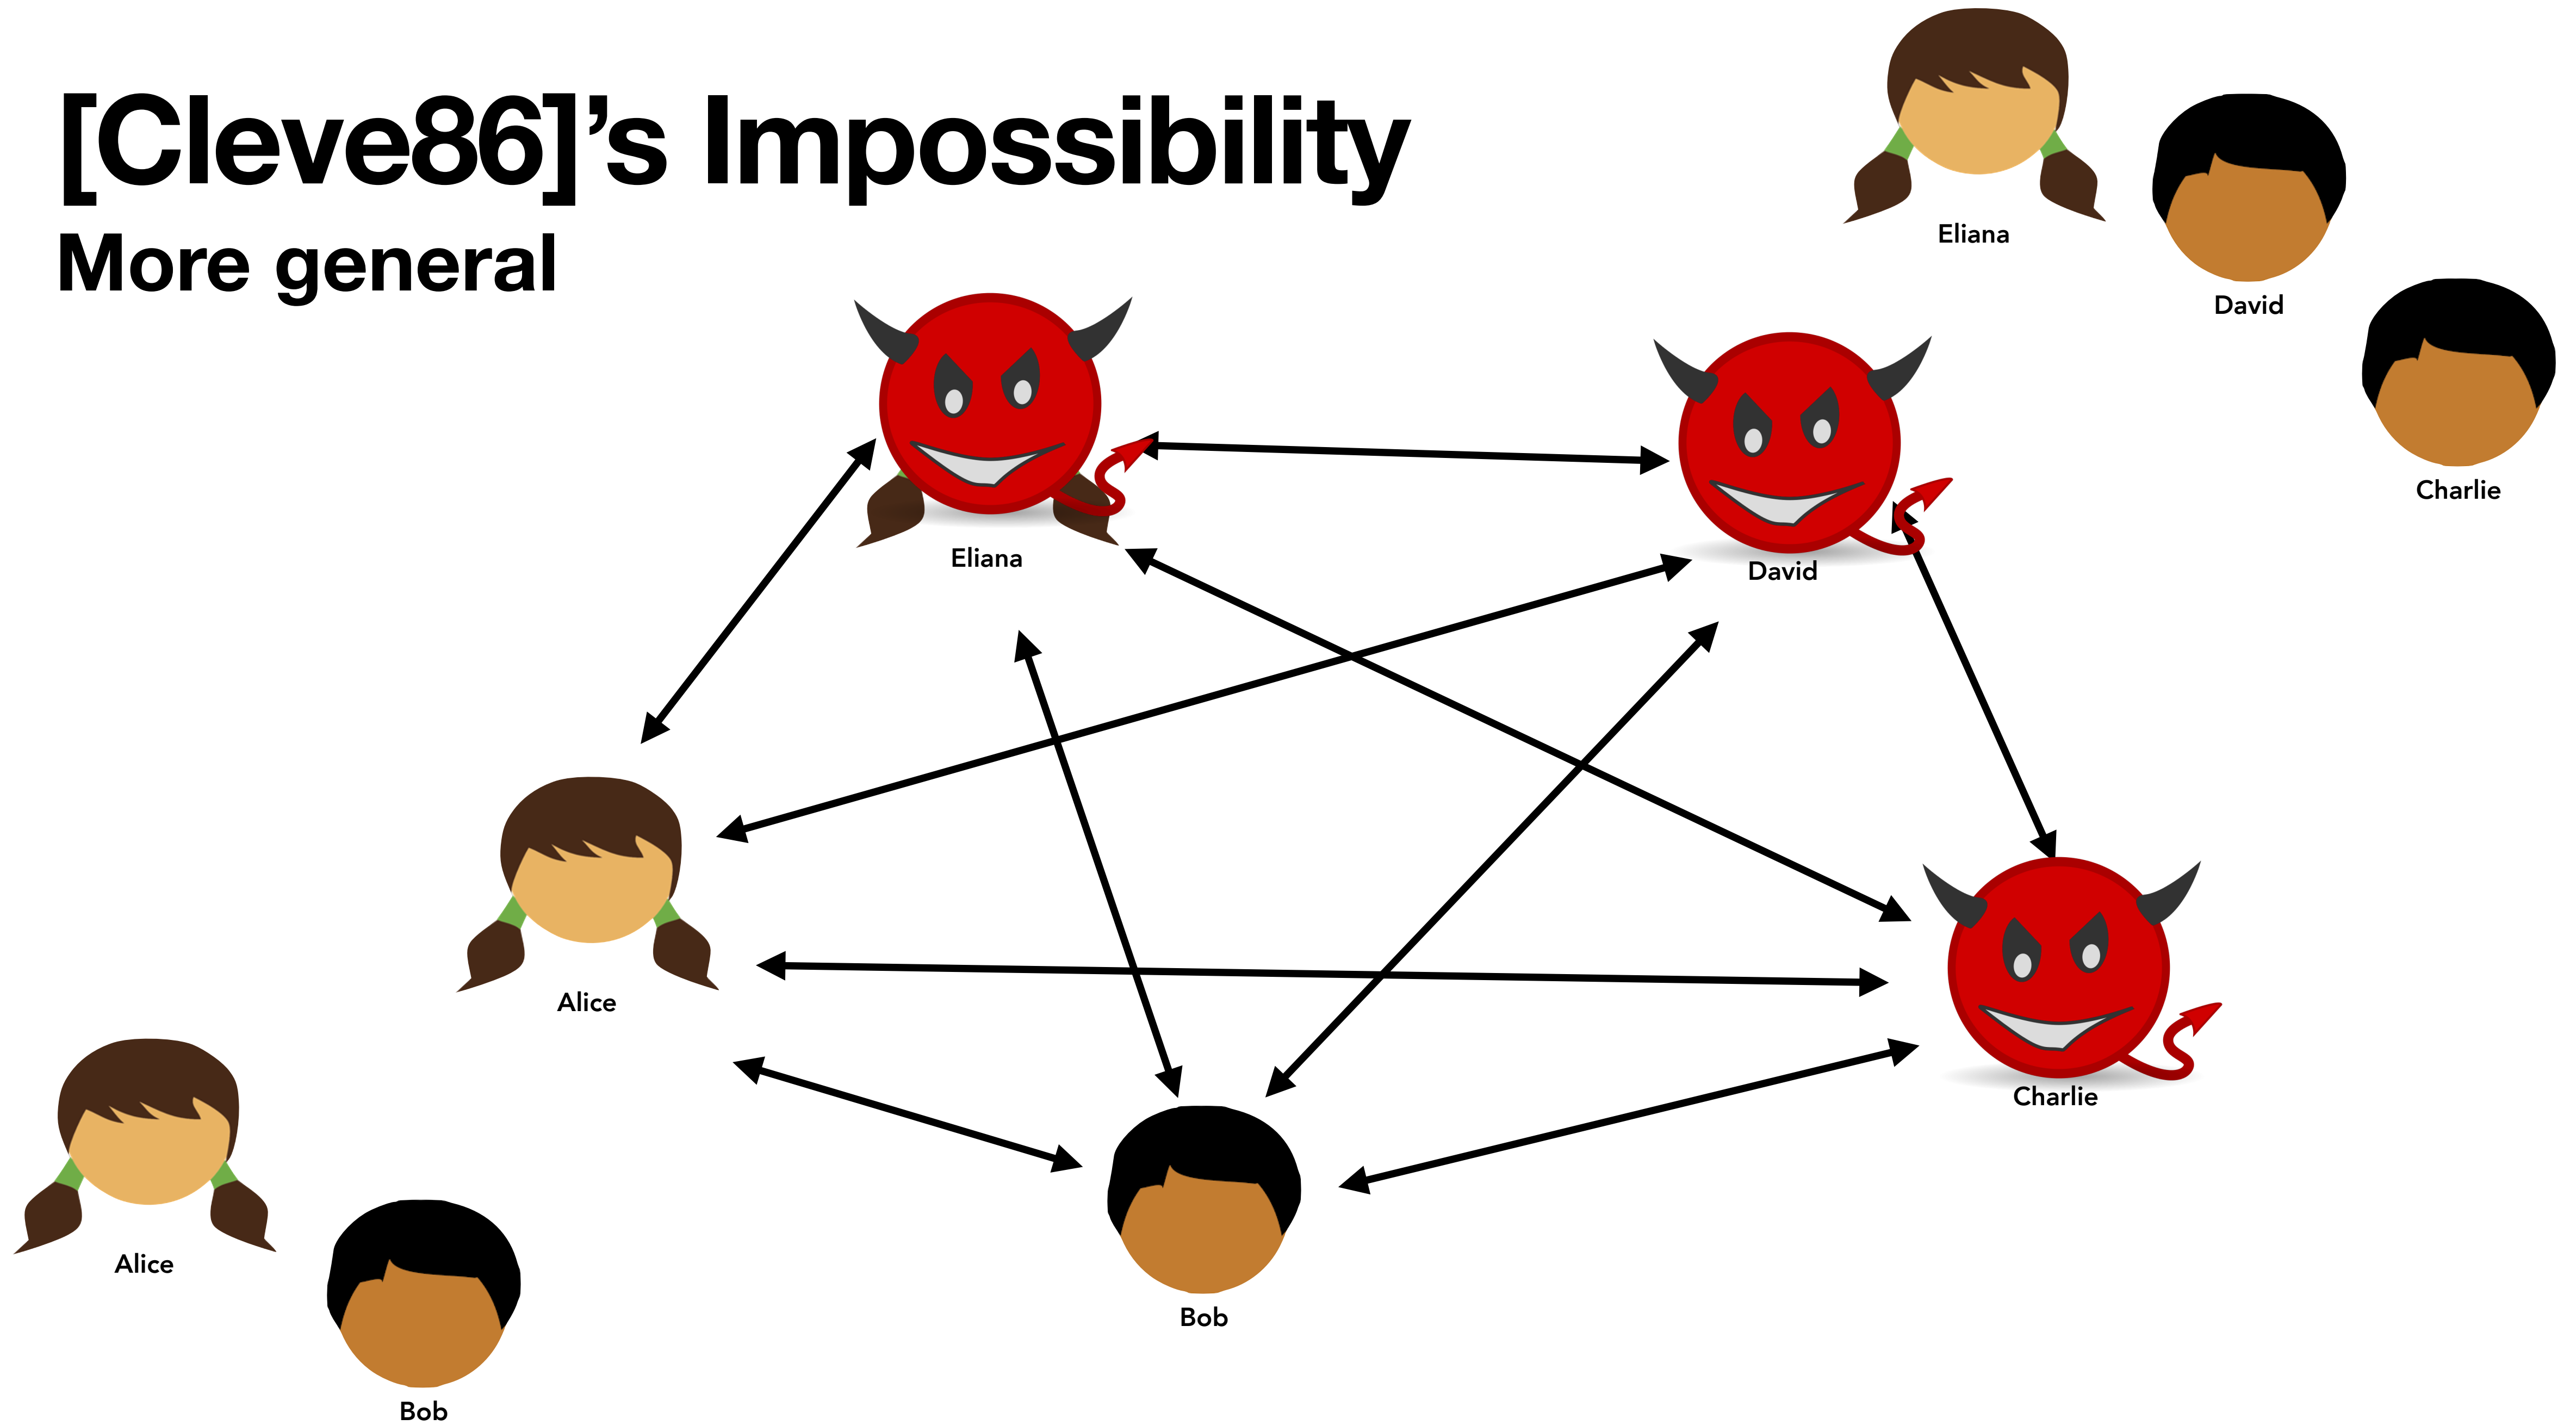 [Cleve86]’s Impossibility
More general
Eliana
David
Charlie
Eliana
David
Alice
Charlie
Alice
Bob
Bob